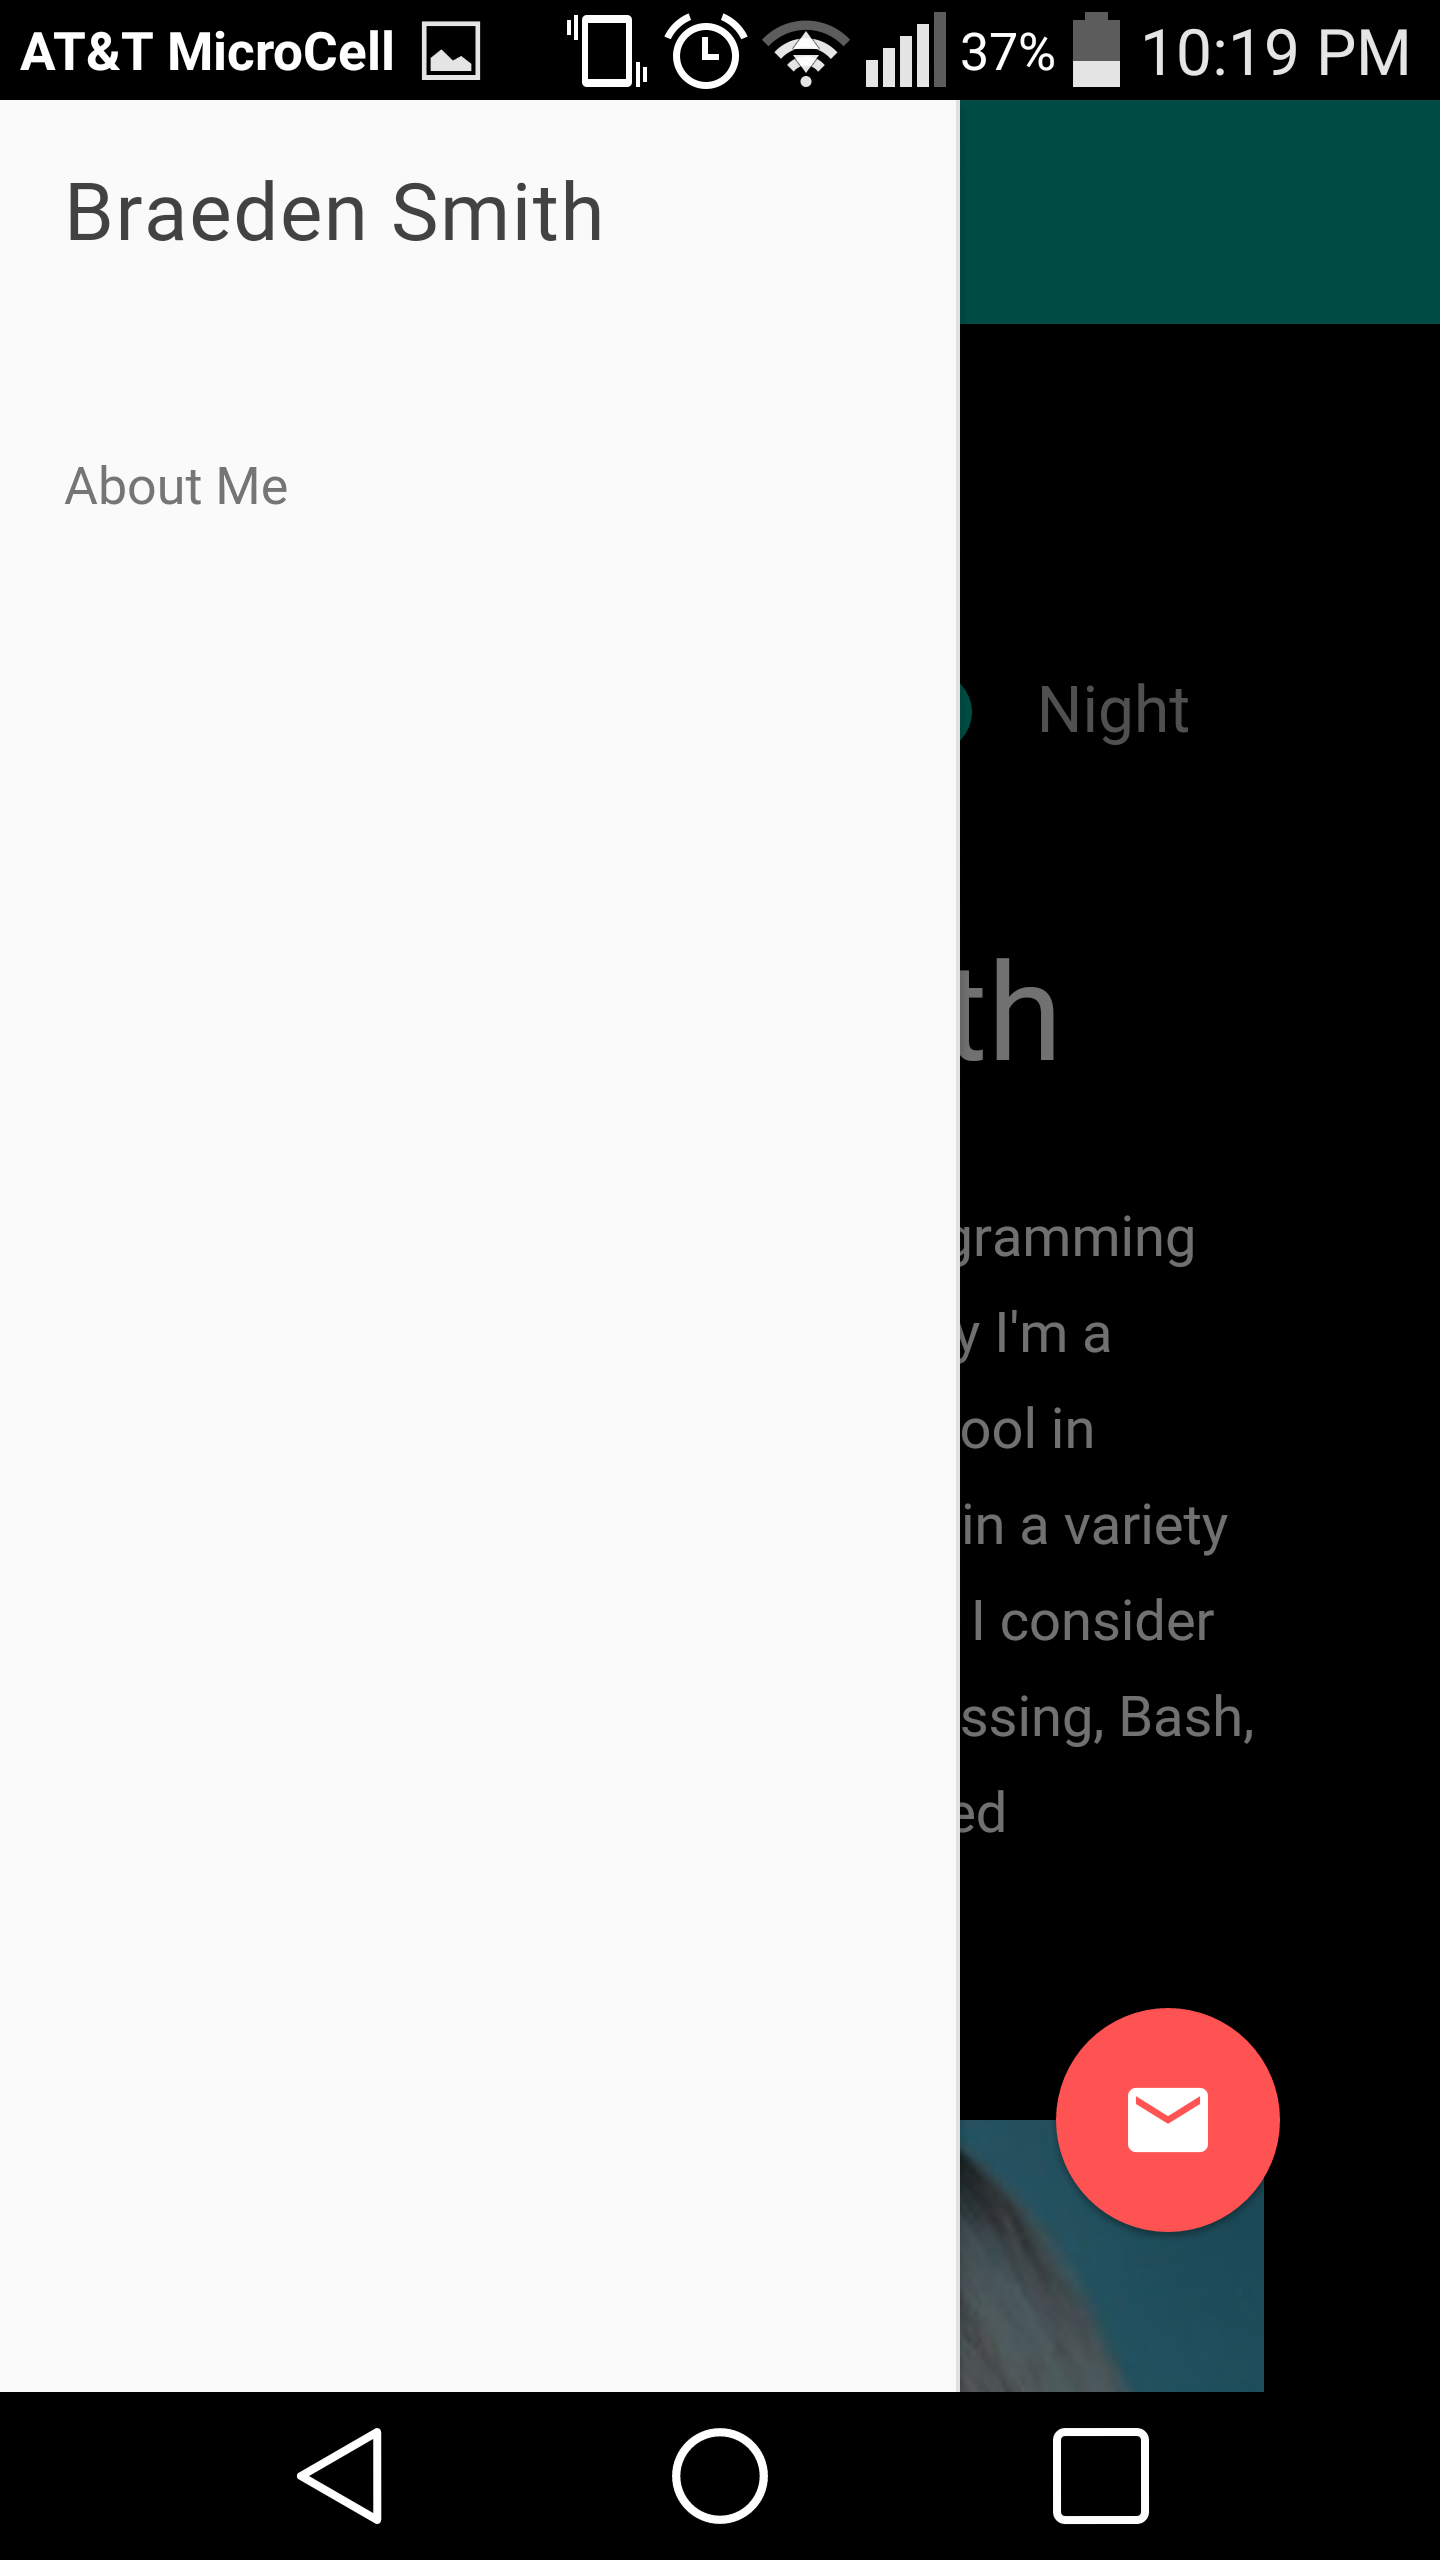 AT&T MicroCell 37% 10:19 PM
Braeden Smith
About Me
Night
th
gramming
y I'm a
ool in
in a variety
I consider
ssing, Bash,
ed